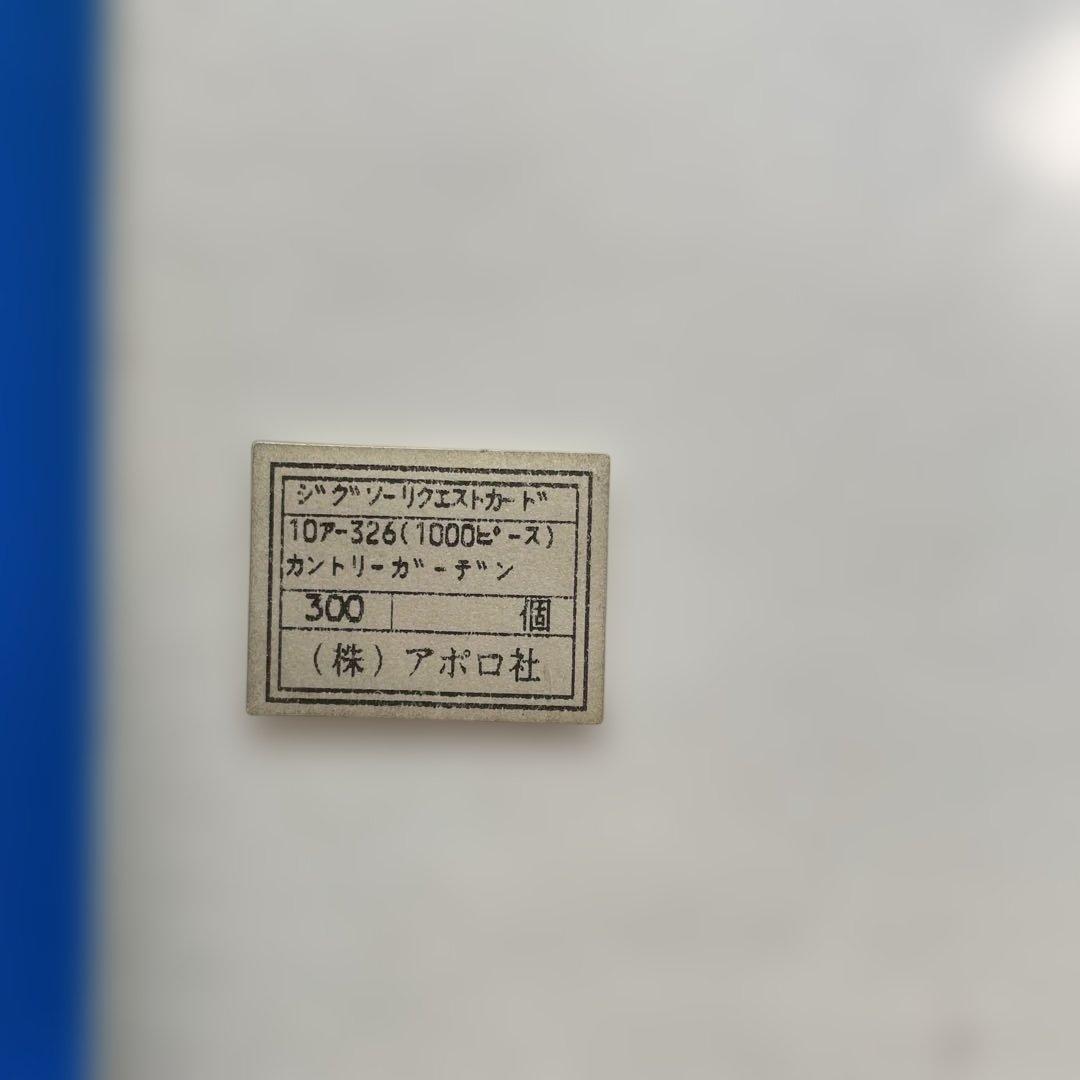 ジグソーリクエストカード
10ア-326(1000ピース)
カントリーガーデン
300 個
(株)アポロ社